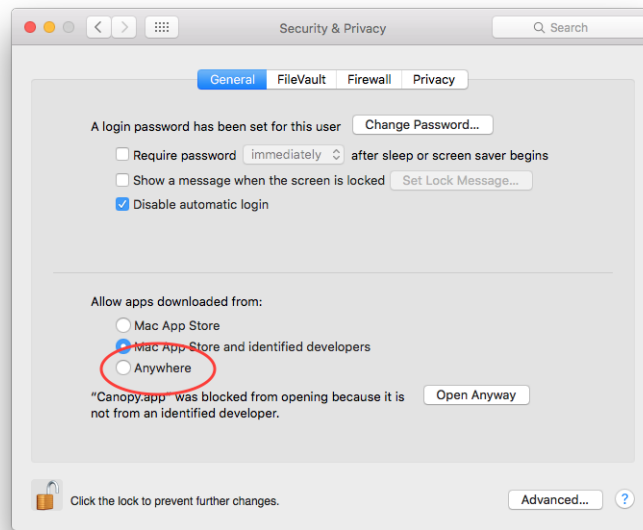 Security & Privacy
Search
General FileVault Firewall Privacy
A login password has been set for this user Change Password...
Require password immediately after sleep or screen saver begins
Show a message when the screen is locked Set Lock Message...
Disable automatic login
Allow apps downloaded from:
Mac App Store
Mac App Store and identified developers
Anywhere
“Canopy.app” was blocked from opening because it is
not from an identified developer.
Open Anyway
Click the lock to prevent further changes.
Advanced... ?